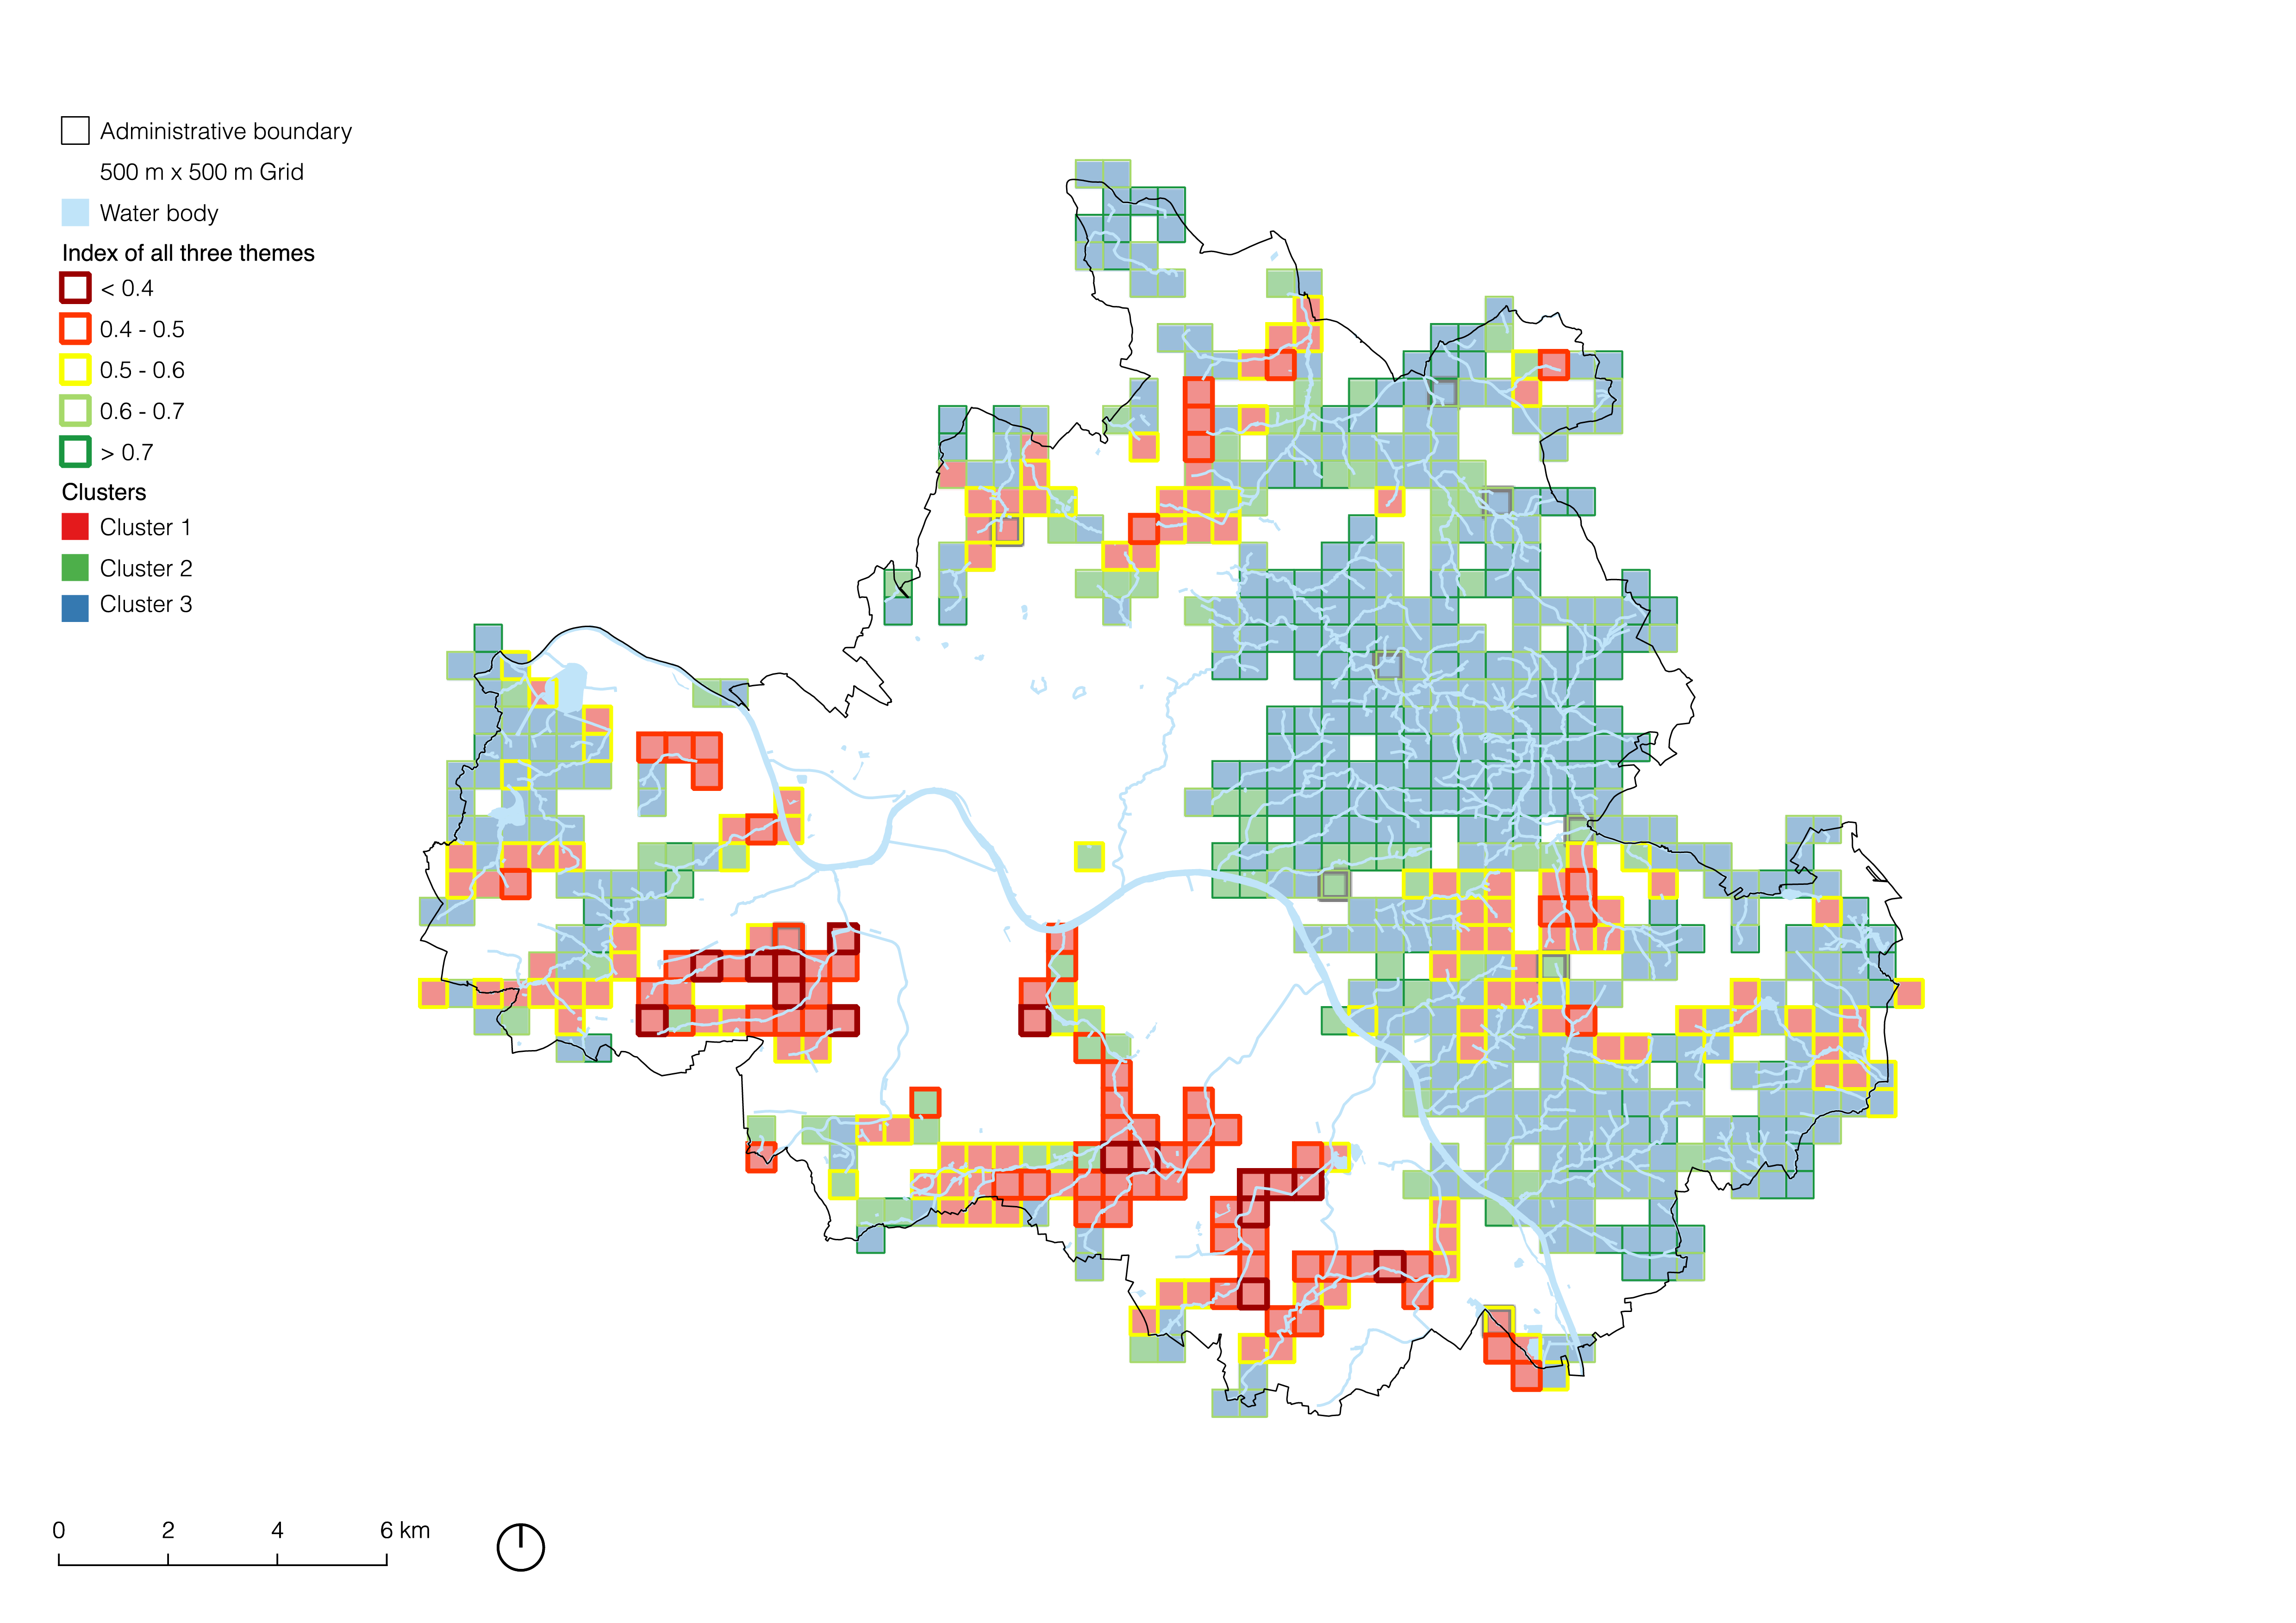 Administrative boundary
500 m x 500 m Grid
Water body
Index of all three themes
< 0.4
0.4 - 0.5
0.5 - 0.6
0.6 - 0.7
> 0.7
Clusters
Cluster 1
Cluster 2
Cluster 3
0 2 4 6 km